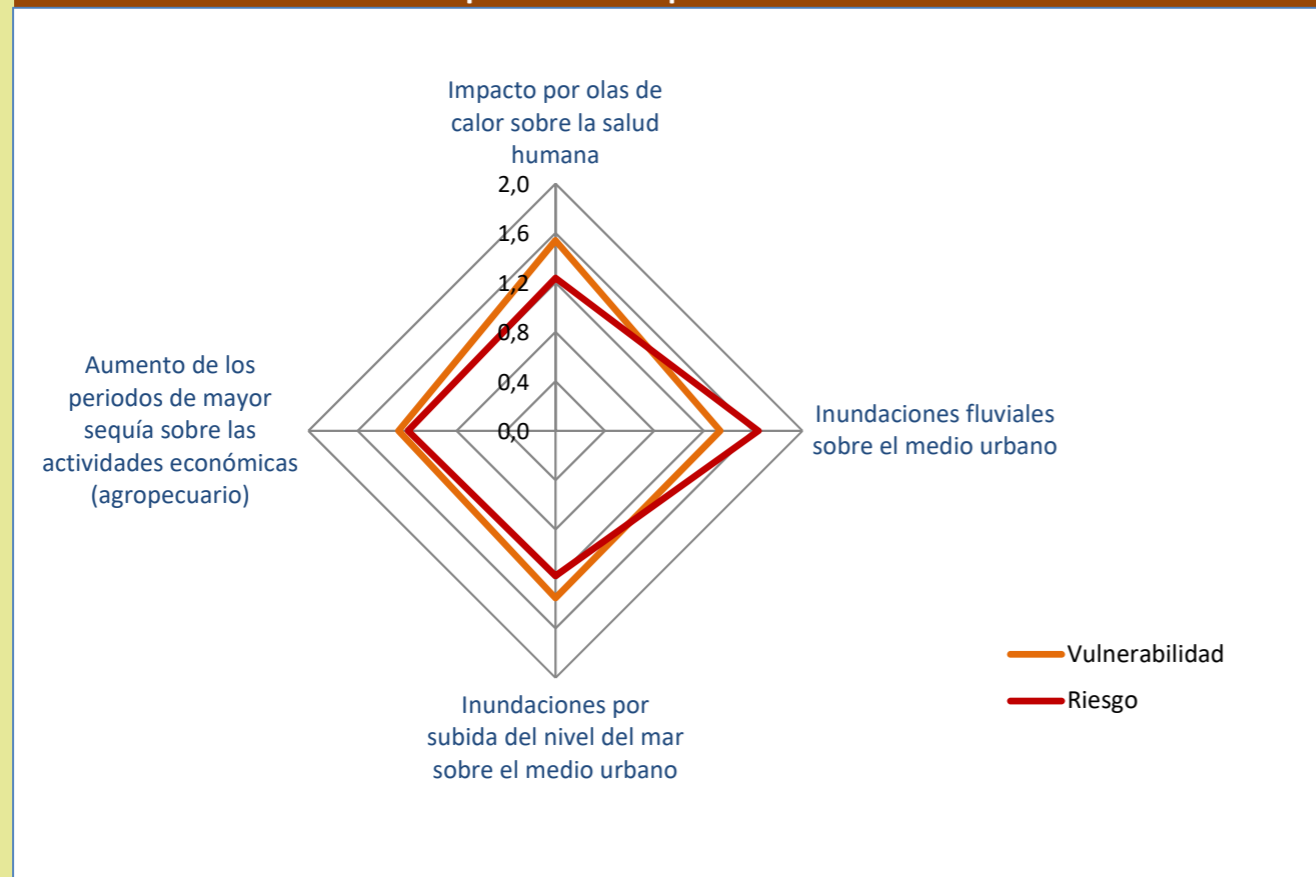 Impacto por olas de
calor sobre la salud
humana
2,0
1,6
1,2
0,8
0,4
0,0
Aumento de los
periodos de mayor
sequía sobre las
actividades económicas
(agropecuario)
Inundaciones fluviales
sobre el medio urbano
Inundaciones por
subida del nivel del mar
sobre el medio urbano
Vulnerabilidad
Riesgo